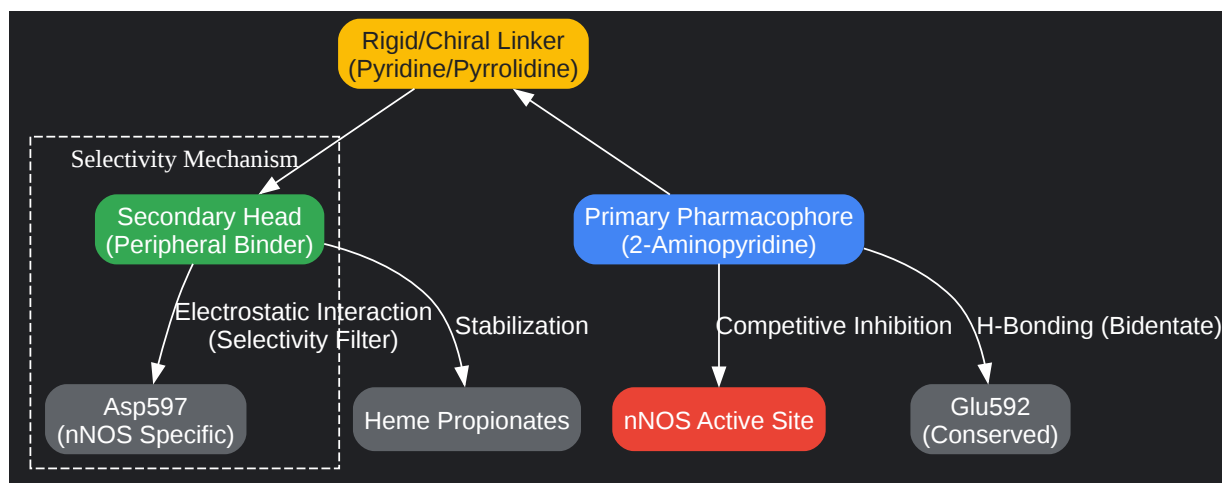 Rigid/Chiral Linker
(Pyridine/Pyrrolidine)
Selectivity Mechanism
Secondary Head
(Peripheral Binder)
Primary Pharmacophore
(2-Aminopyridine)
Electrostatic Interaction
(Selectivity Filter)
Stabilization
Competitive Inhibition
H-Bonding (Bidentate)
Asp597
(nNOS Specific)
Heme Propionates
nNOS Active Site
Glu592
(Conserved)